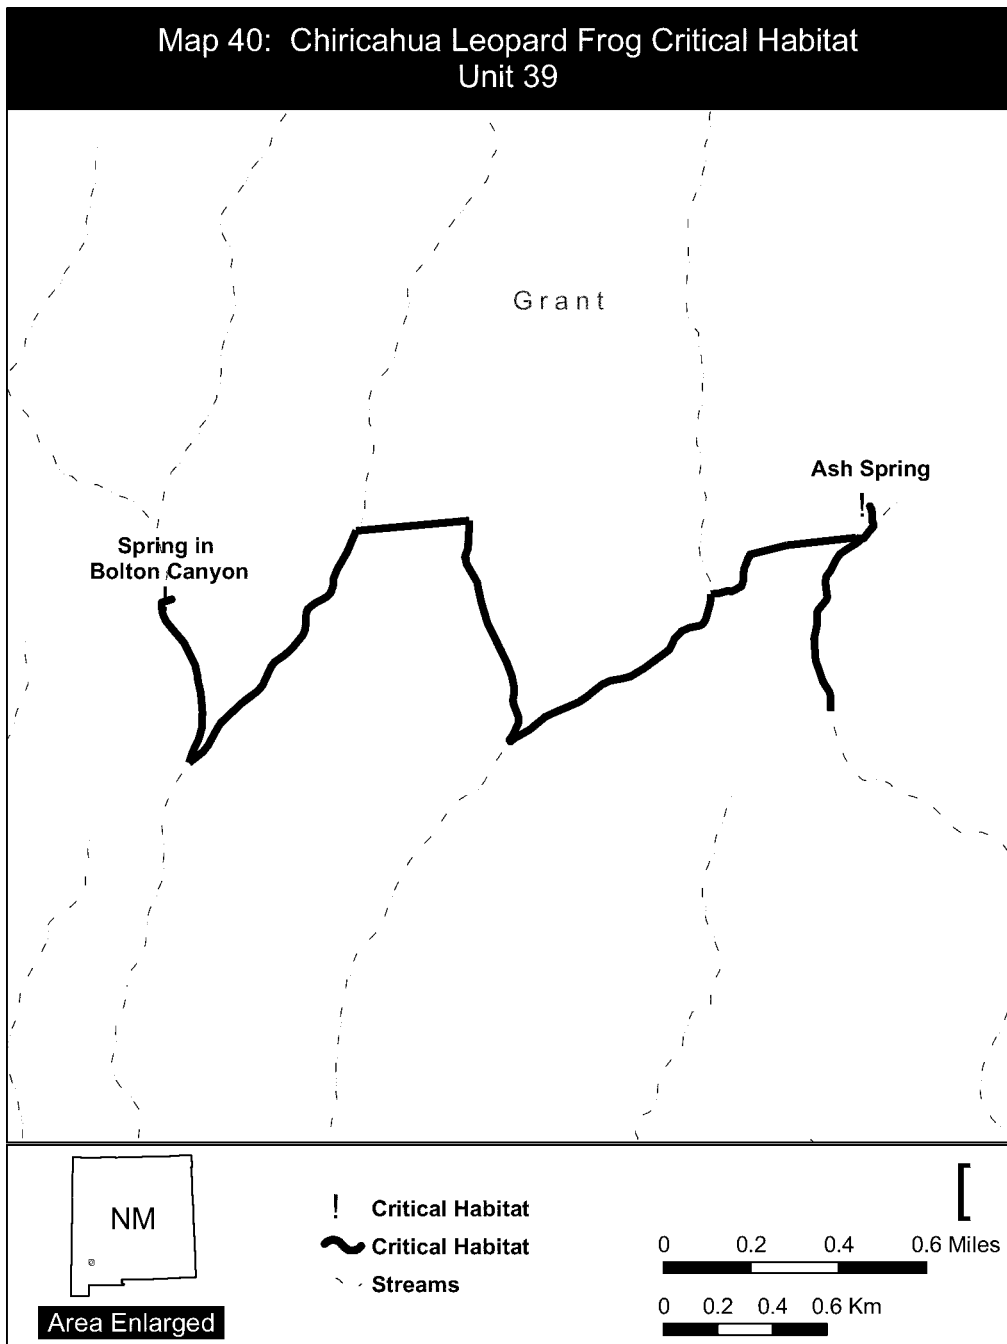 Map 40: Chiricahua Leopard Frog Critical Habitat
Unit 39
Grant
Ash Spring
!
Spring in
Bolton Canyon
!
NM
Area Enlarged
! Critical Habitat
Critical Habitat
Streams
[
0 0.2 0.4 0.6 Miles
0 0.2 0.4 0.6 Km